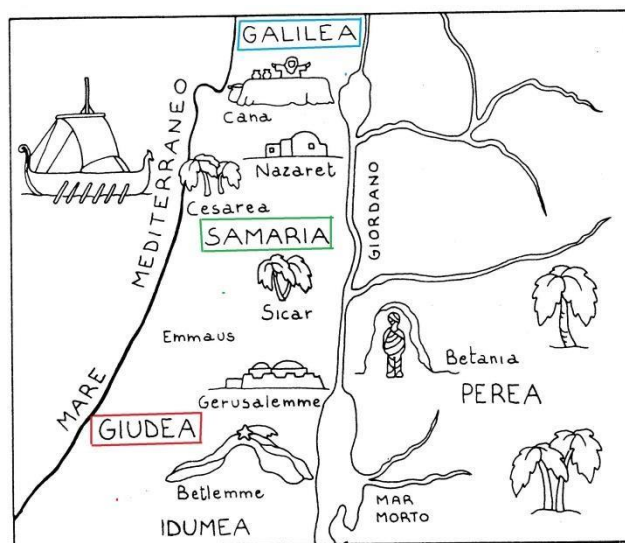 GALILEA
Cana
Nazaret
Cesarea
MARE MEDITERRANEO
GIORDANO
SAMARIA
Sicar
Emmaus
Betania
Gerusalemme
PEREA
GIUDEA
Betlemme
MAR
MORTO
IDUMEA